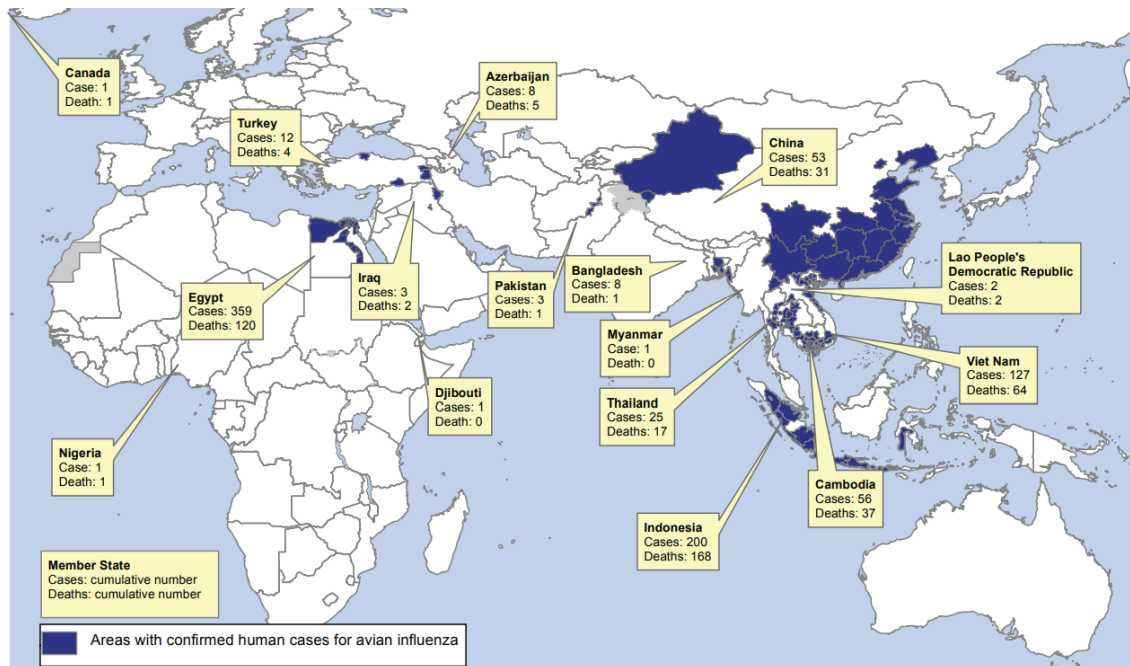 Canada
Case: 1
Death: 1
Azerbaijan
Cases: 8
Deaths: 5
Turkey
Cases: 12
Deaths: 4
China
Cases: 53
Deaths: 31
Lao People's
Democratic Republic
Cases: 2
Deaths: 2
Egypt
Cases: 359
Deaths: 120
Iraq
Cases: 3
Deaths: 2
Pakistan
Cases: 3
Death: 1
Bangladesh
Cases: 8
Death: 1
Myanmar
Case: 1
Death: 0
Viet Nam
Cases: 127
Deaths: 64
Djibouti
Cases: 1
Death: 0
Thailand
Cases: 25
Deaths: 17
Nigeria
Case: 1
Death: 1
Cambodia
Cases: 56
Deaths: 37
Indonesia
Cases: 200
Deaths: 168
Member State
Cases: cumulative number
Deaths: cumulative number
Areas with confirmed human cases for avian influenza